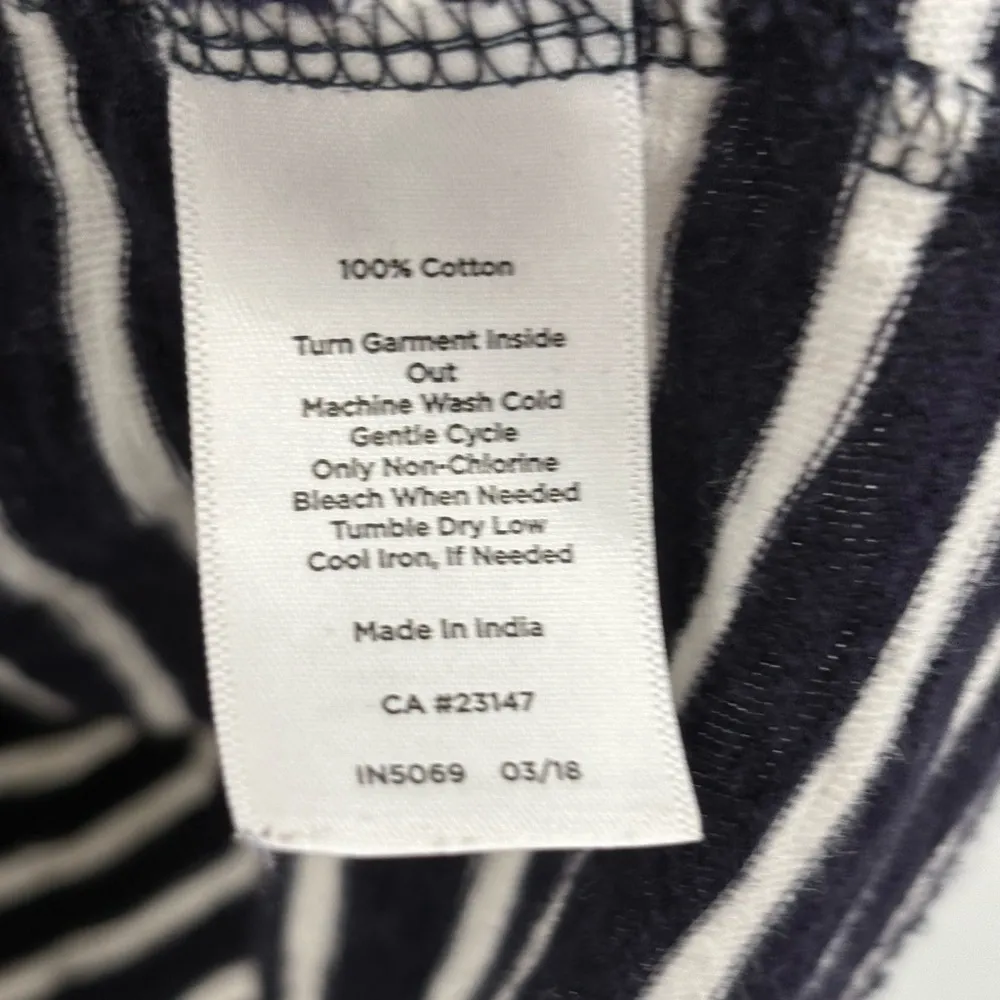 100% Cotton
Turn Garment Inside
Out
Machine Wash Cold
Gentle Cycle
Only Non-Chlorine
Bleach When Needed
Tumble Dry Low
Cool Iron, If Needed
Made In India
CA #23147
IN5069 03/18